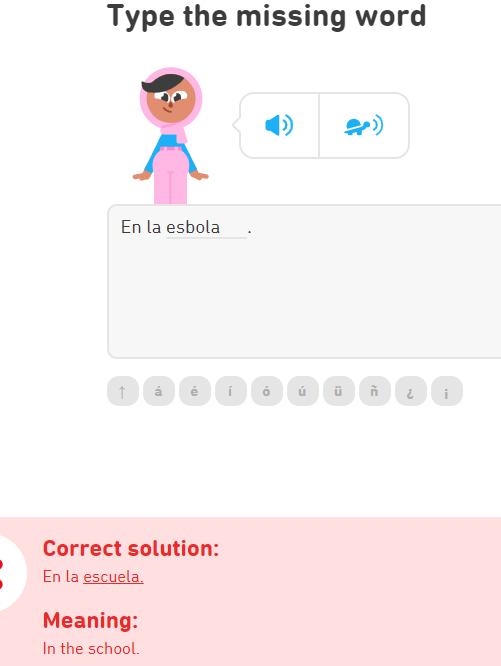 Type the missing word
En la esbola .
↑ á é í ó ú ü ñ ¿ ¡
Correct solution:
En la escuela.
Meaning:
In the school.